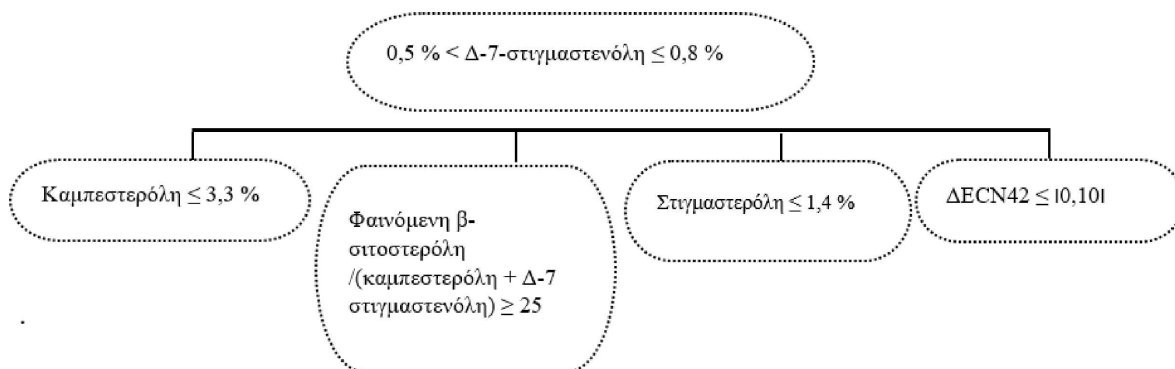 0,5 % < Δ-7-στιγμαστενόλη ≤ 0,8 %
Καμπεστερόλη ≤ 3,3 %
Φαινόμενη β-
σιτοστερόλη
/(καμπεστερόλη + Δ-7
στιγμαστενόλη) ≥ 25
Στιγμαστερόλη ≤ 1,4 %
ΔECN42 ≤ |0,10|
.